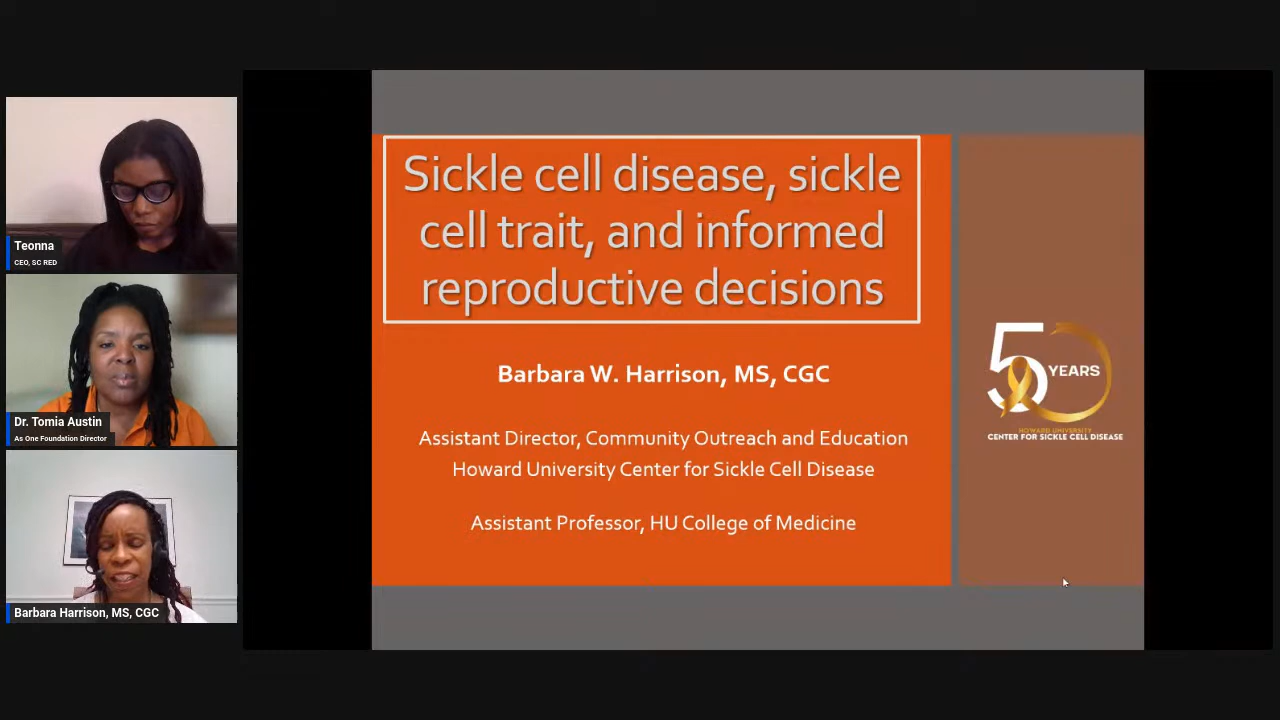 Teonna
CEO, SC RED
Dr. Tomia Austin
As One Foundation Director
Barbara Harrison, MS, CGC
Sickle cell disease, sickle
cell trait, and informed
reproductive decisions
Barbara W. Harrison, MS, CGC
Assistant Director, Community Outreach and Education
Howard University Center for Sickle Cell Disease
Assistant Professor, HU College of Medicine
50 YEARS
HOWARD UNIVERSITY
CENTER FOR SICKLE CELL DISEASE